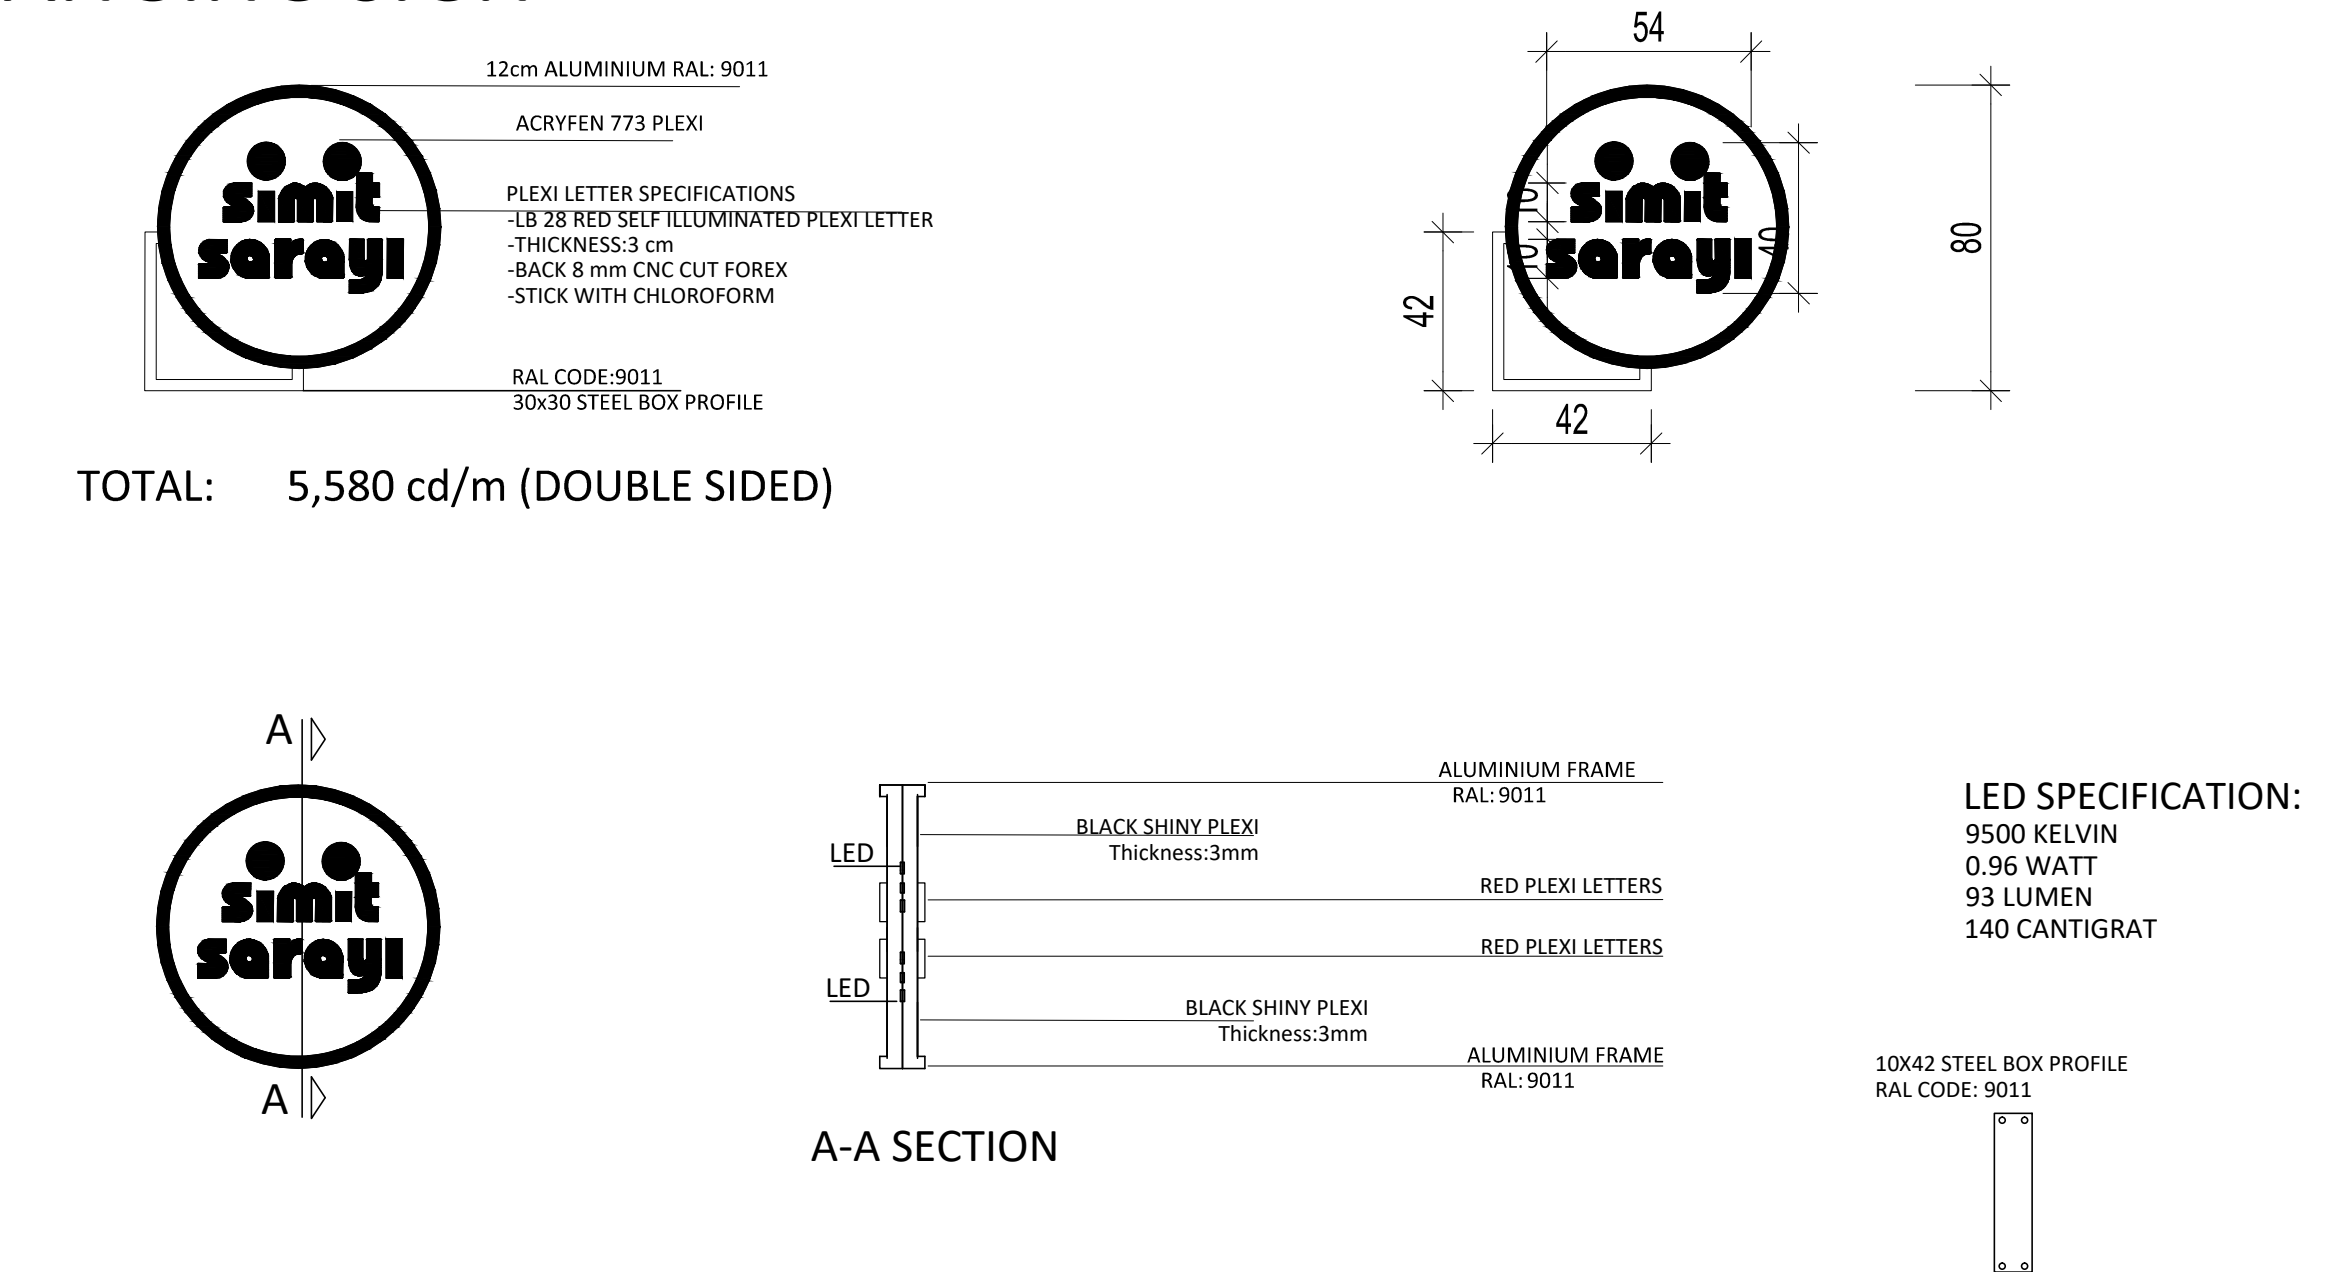 12cm ALUMINIUM RAL: 9011
ACRYFEN 773 PLEXI
PLEXI LETTER SPECIFICATIONS
-LB 28 RED SELF ILLUMINATED PLEXI LETTER
-THICKNESS:3 cm
-BACK 8 mm CNC CUT FOREX
-STICK WITH CHLOROFORM
RAL CODE:9011
30x30 STEEL BOX PROFILE
simit
sarayı
TOTAL: 5,580 cd/m (DOUBLE SIDED)
54
simit
sarayı
10
10
40
80
42
42
A
simit
sarayı
A
ALUMINIUM FRAME
RAL: 9011
BLACK SHINY PLEXI
Thickness:3mm
LED
RED PLEXI LETTERS
RED PLEXI LETTERS
LED
BLACK SHINY PLEXI
Thickness:3mm
ALUMINIUM FRAME
RAL: 9011
A-A SECTION
LED SPECIFICATION:
9500 KELVIN
0.96 WATT
93 LUMEN
140 CANTIGRAT
10X42 STEEL BOX PROFILE
RAL CODE: 9011